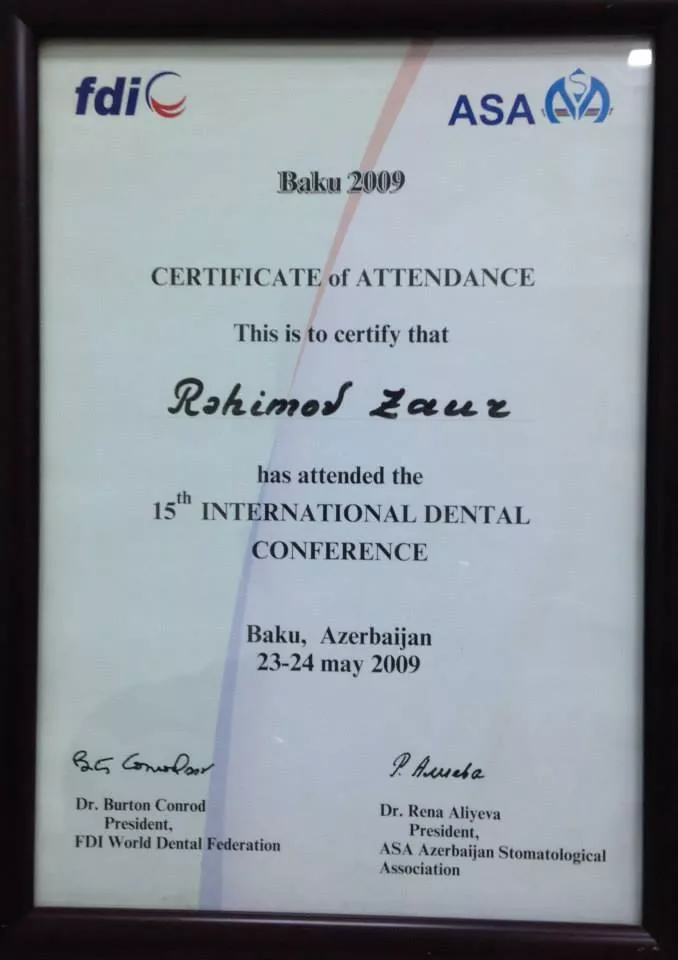 fdi
ASA
Baku 2009
CERTIFICATE of ATTENDANCE
This is to certify that
Rəhimov Zaur
has attended the
15th INTERNATIONAL DENTAL
CONFERENCE
Baku, Azerbaijan
23-24 may 2009
Dr. Burton Conrod
President,
FDI World Dental Federation
Р. Алиева
Dr. Rena Aliyeva
President,
ASA Azerbaijan Stomatological
Association